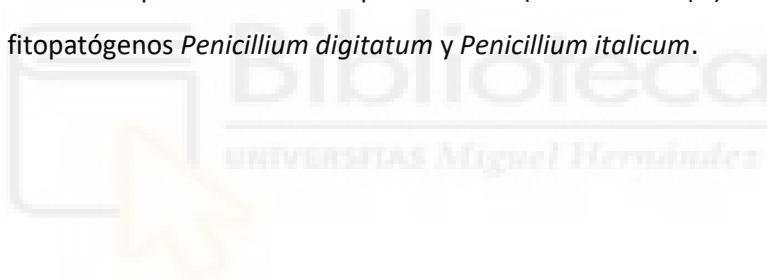 fitopatógenos Penicillium digitatum y Penicillium italicum.
Biblioteca
UNIVERSITAS Miguel Hernández